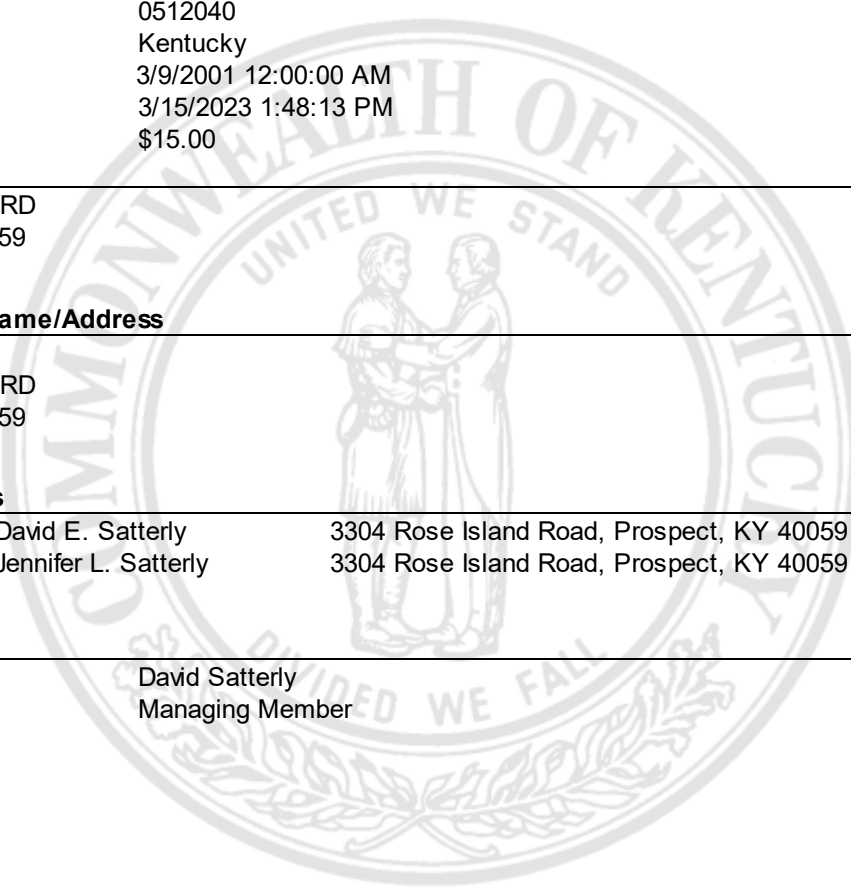 0512040
Kentucky
3/9/2001 12:00:00 AM
3/15/2023 1:48:13 PM
$15.00
RD
59
ame/Address
RD
59
s
David E. Satterly 3304 Rose Island Road, Prospect, KY 40059
Jennifer L. Satterly 3304 Rose Island Road, Prospect, KY 40059
David Satterly
Managing Member
COMMONWEALTH OF KENTUCKY
UNITED WE STAND
DIVIDED WE FALL